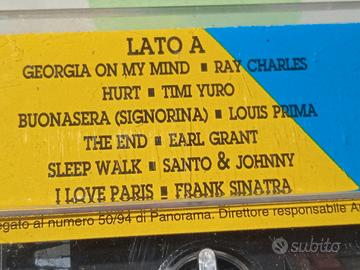 LATO A
GEORGIA ON MY MIND ■ RAY CHARLES
HURT ■ TIMI YURO
BUONASERA (SIGNORINA) ■ LOUIS PRIMA
THE END ■ EARL GRANT
SLEEP WALK ■ SANTO & JOHNNY
I LOVE PARIS ■ FRANK SINATRA
egato al numero 50/94 di Panorama. Direttore responsabile A
subito